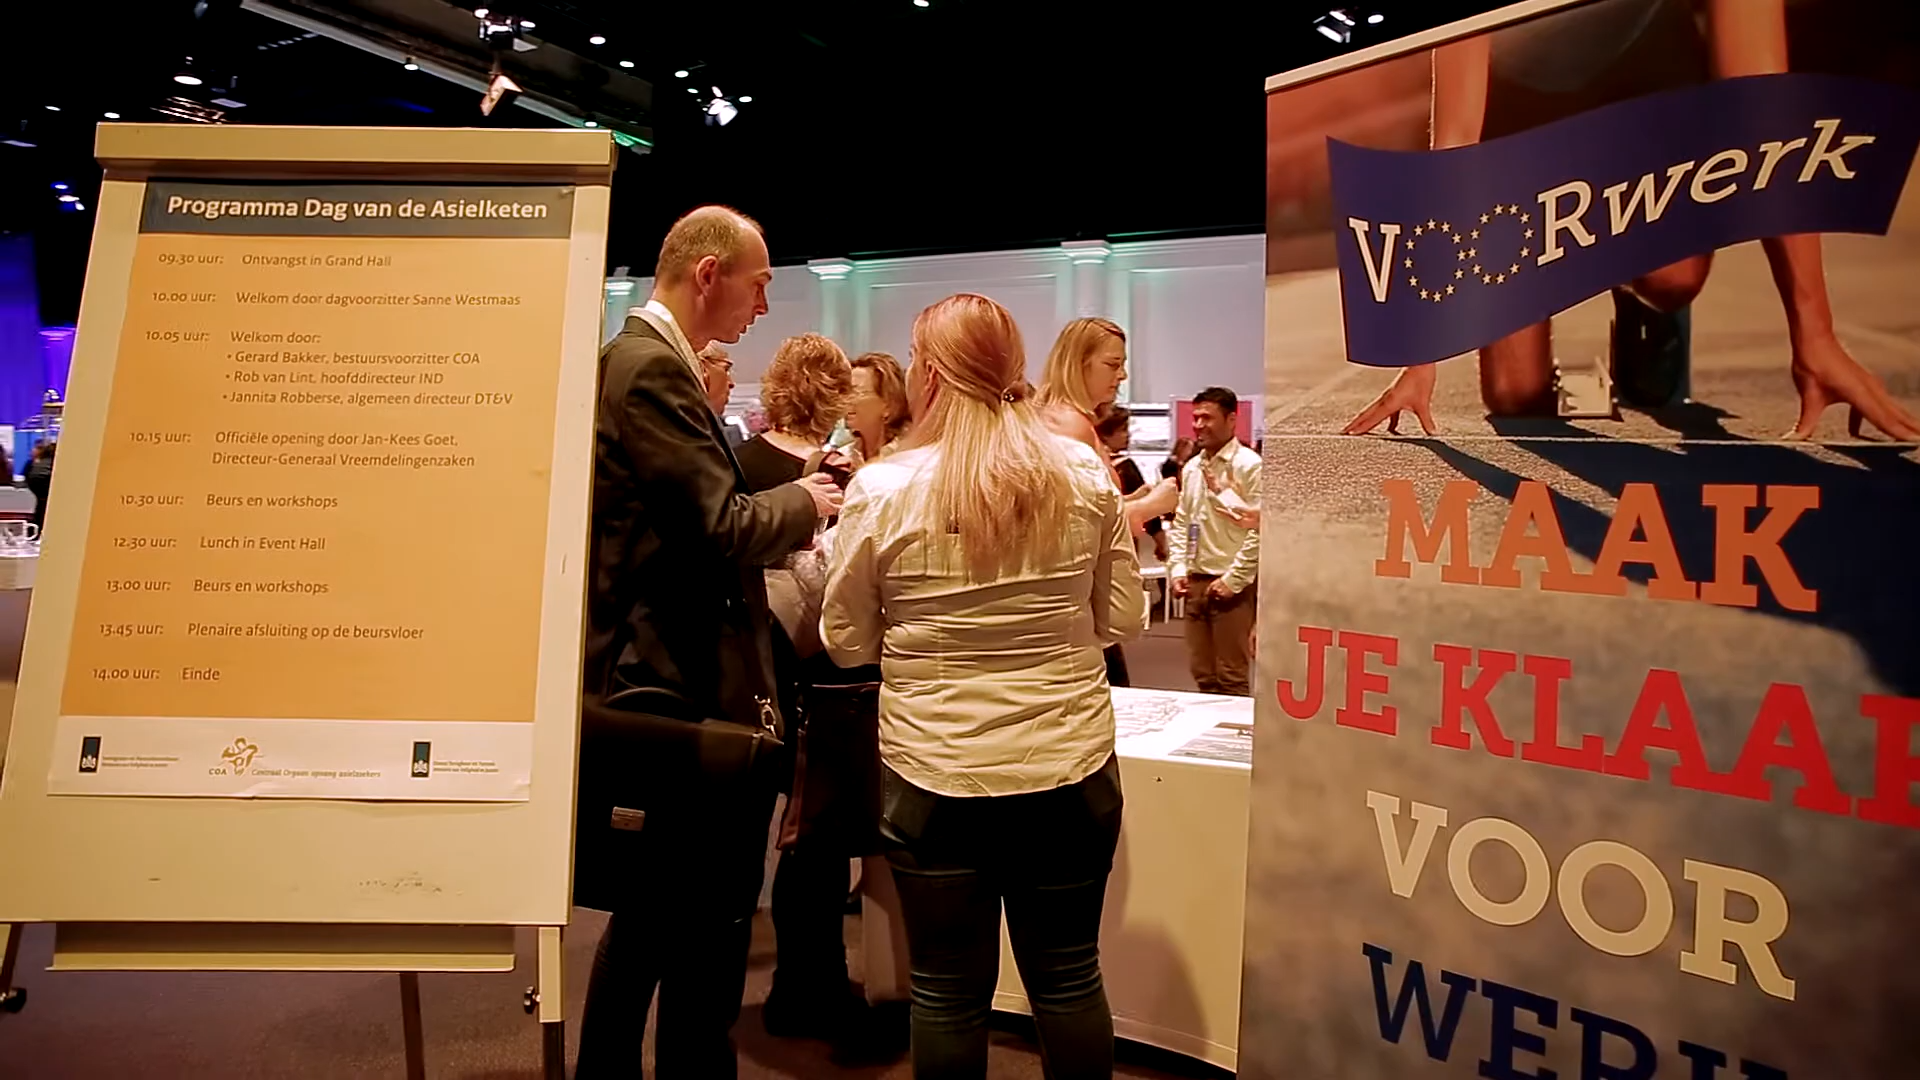 Programma Dag van de Asielketen
09.30 uur: Ontvangst in Grand Hall
10.00 uur: Welkom door dagvoorzitter Sanne Westmaas
10.05 uur: Welkom door:
• Gerard Bakker, bestuursvoorzitter COA
• Rob van Lint, hoofddirecteur IND
• Jannita Robberse, algemeen directeur DT&V
10.15 uur: Officiële opening door Jan-Kees Goet,
Directeur-Generaal Vreemdelingenzaken
10.30 uur: Beurs en workshops
12.30 uur: Lunch in Event Hall
13.00 uur: Beurs en workshops
13.45 uur: Plenaire afsluiting op de beursvloer
14.00 uur: Einde
COA Centraal Orgaan opvang asielzoekers
VOORwerk
MAAK
JE KLAAR
VOOR